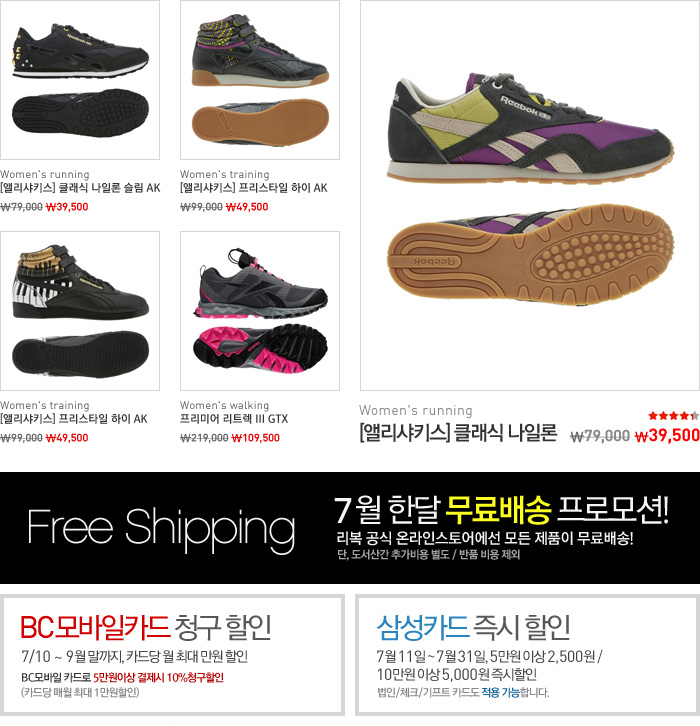 Women's running
[앨리샤키스] 클래식 나일론 슬림 AK
₩79,000 ₩39,500
Women's training
[앨리샤키스] 프리스타일 하이 AK
₩99,000 ₩49,500
Women's training
[앨리샤키스] 프리스타일 하이 AK
₩99,000 ₩49,500
Women's walking
프리미어 리트렉 III GTX
₩219,000 ₩109,500
Reebok
Reebok
Women's running
[앨리샤키스] 클래식 나일론 ₩79,000 ₩39,500
Free Shipping
7월 한달 무료배송 프로모션!
리복 공식 온라인스토어에선 모든 제품이 무료배송!
단, 도서산간 추가비용 별도 / 반품 비용 제외
BC모바일카드 청구 할인
7/10 ~ 9월 말까지, 카드당 월 최대 만원 할인
BC모바일 카드로 5만원이상 결제시 10%청구할인
(카드당 매월 최대 1만원할인)
삼성카드 즉시 할인
7월 11일 ~ 7월 31일, 5만원 이상 2,500원 /
10만원 이상 5,000원 즉시할인
법인/체크/기프트 카드도 적용 가능합니다.